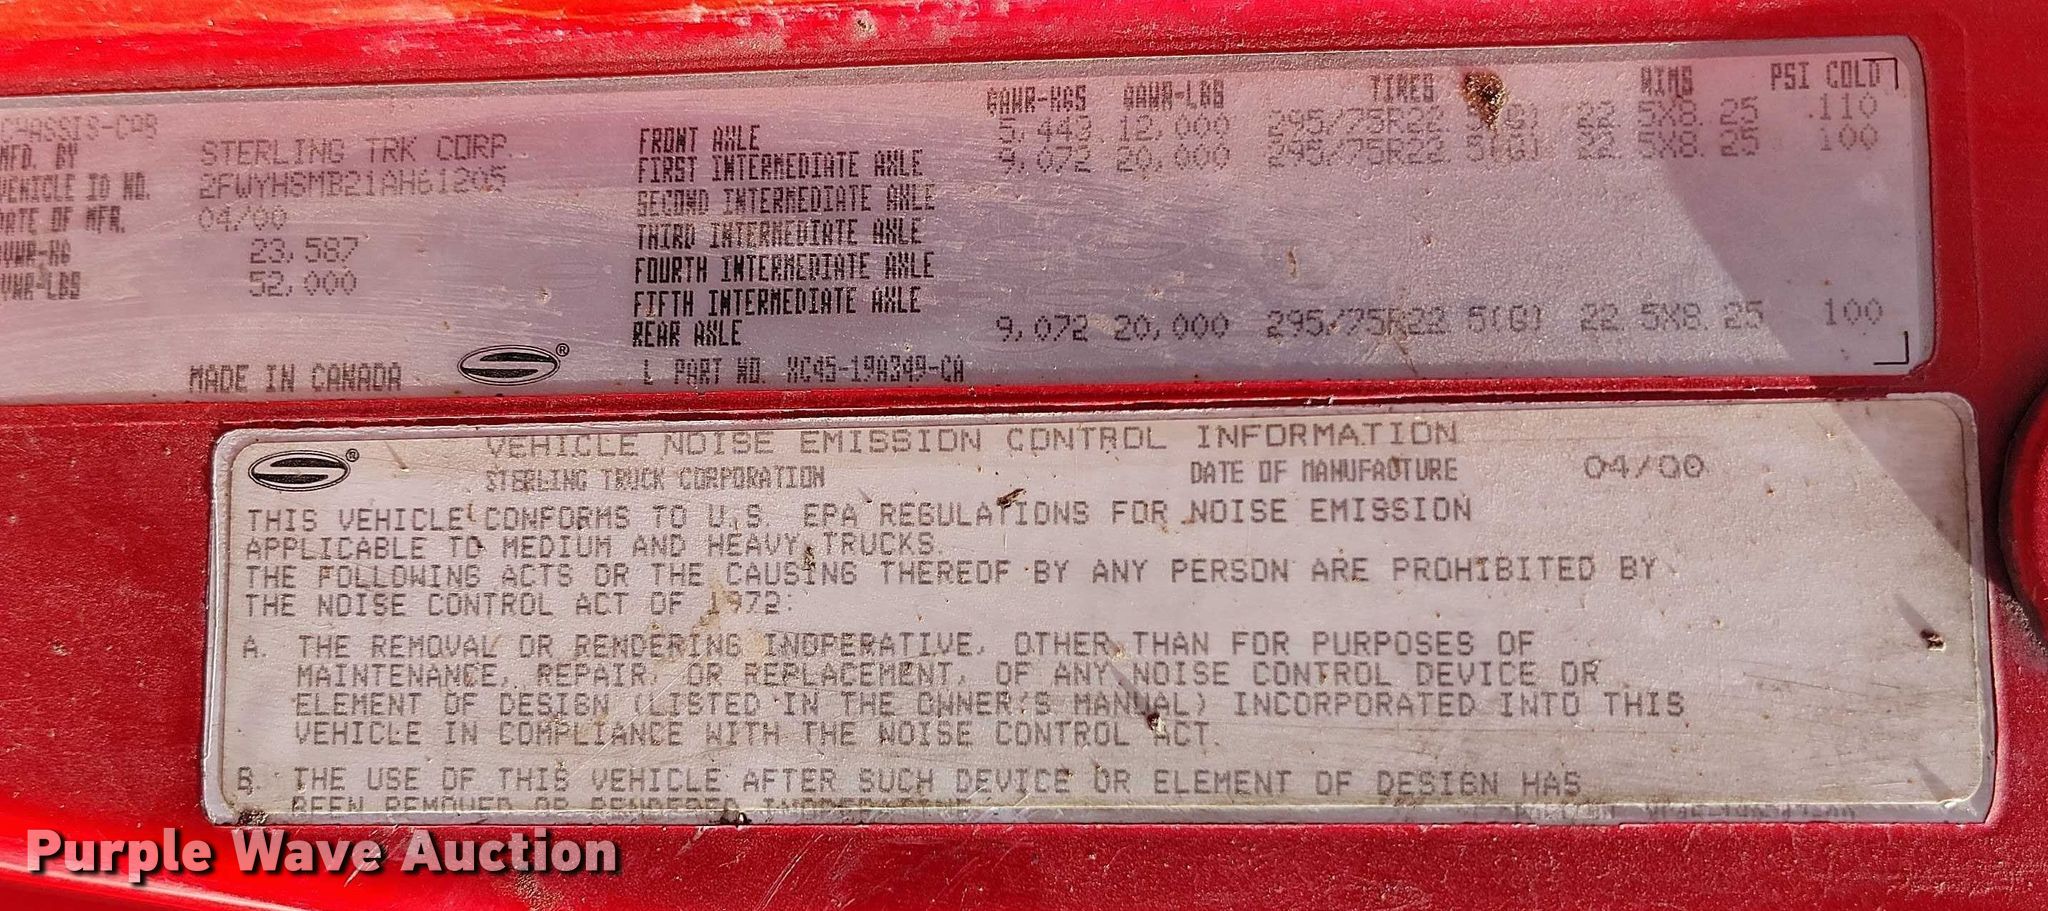 GAWR-KGS GAWR-LBS TIRES RIMS PSI COLD
CHASSIS-CAB
MFD. BY STERLING TRK CORP.
VEHICLE ID NO. 2FWYHSMB21AH61205
DATE OF MFR. 04/00
GVWR-KG 23,587
GVWR-LBS 52,000
FRONT AXLE 5,443 12,000 295/75R22.5(G) 22.5X8.25 110
FIRST INTERMEDIATE AXLE 9,072 20,000 295/75R22.5(G) 22.5X8.25 100
SECOND INTERMEDIATE AXLE
THIRD INTERMEDIATE AXLE
FOURTH INTERMEDIATE AXLE
FIFTH INTERMEDIATE AXLE
REAR AXLE 9,072 20,000 295/75R22.5(G) 22.5X8.25 100
MADE IN CANADA ® L PART NO. XC45-19A349-CA
® VEHICLE NOISE EMISSION CONTROL INFORMATION
STERLING TRUCK CORPORATION DATE OF MANUFACTURE 04/00
THIS VEHICLE CONFORMS TO U.S. EPA REGULATIONS FOR NOISE EMISSION
APPLICABLE TO MEDIUM AND HEAVY TRUCKS.
THE FOLLOWING ACTS OR THE CAUSING THEREOF BY ANY PERSON ARE PROHIBITED BY
THE NOISE CONTROL ACT OF 1972:
A. THE REMOVAL OR RENDERING INOPERATIVE, OTHER THAN FOR PURPOSES OF
MAINTENANCE, REPAIR, OR REPLACEMENT, OF ANY NOISE CONTROL DEVICE OR
ELEMENT OF DESIGN (LISTED IN THE OWNER'S MANUAL) INCORPORATED INTO THIS
VEHICLE IN COMPLIANCE WITH THE NOISE CONTROL ACT.
B. THE USE OF THIS VEHICLE AFTER SUCH DEVICE OR ELEMENT OF DESIGN HAS
BEEN REMOVED OR RENDERED INOPERATIVE.
Purple Wave Auction